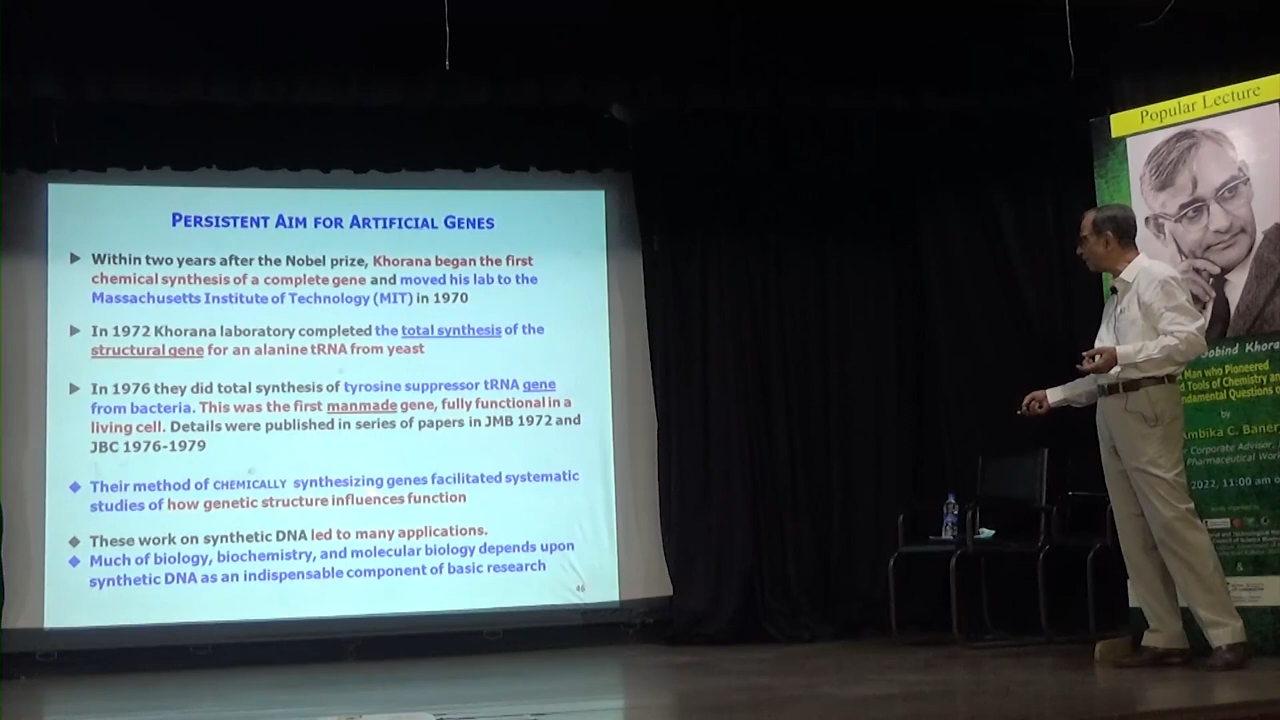 PERSISTENT AIM FOR ARTIFICIAL GENES
Within two years after the Nobel prize, Khorana began the first
chemical synthesis of a complete gene and moved his lab to the
Massachusetts Institute of Technology (MIT) in 1970
In 1972 Khorana laboratory completed the total synthesis of the
structural gene for an alanine tRNA from yeast
In 1976 they did total synthesis of tyrosine suppressor tRNA gene
from bacteria. This was the first manmade gene, fully functional in a
living cell. Details were published in series of papers in JMB 1972 and
JBC 1976-1979
Their method of CHEMICALLY synthesizing genes facilitated systematic
studies of how genetic structure influences function
These work on synthetic DNA led to many applications.
Much of biology, biochemistry, and molecular biology depends upon
synthetic DNA as an indispensable component of basic research
46
Popular Lecture
Gobind Khora
Man who Pioneered
Tools of Chemistry an
ndamental Questions o
by
Ambika C. Baner
Corporate Advisor,
Pharmaceutical Wor
2022, 11:00 am o
&